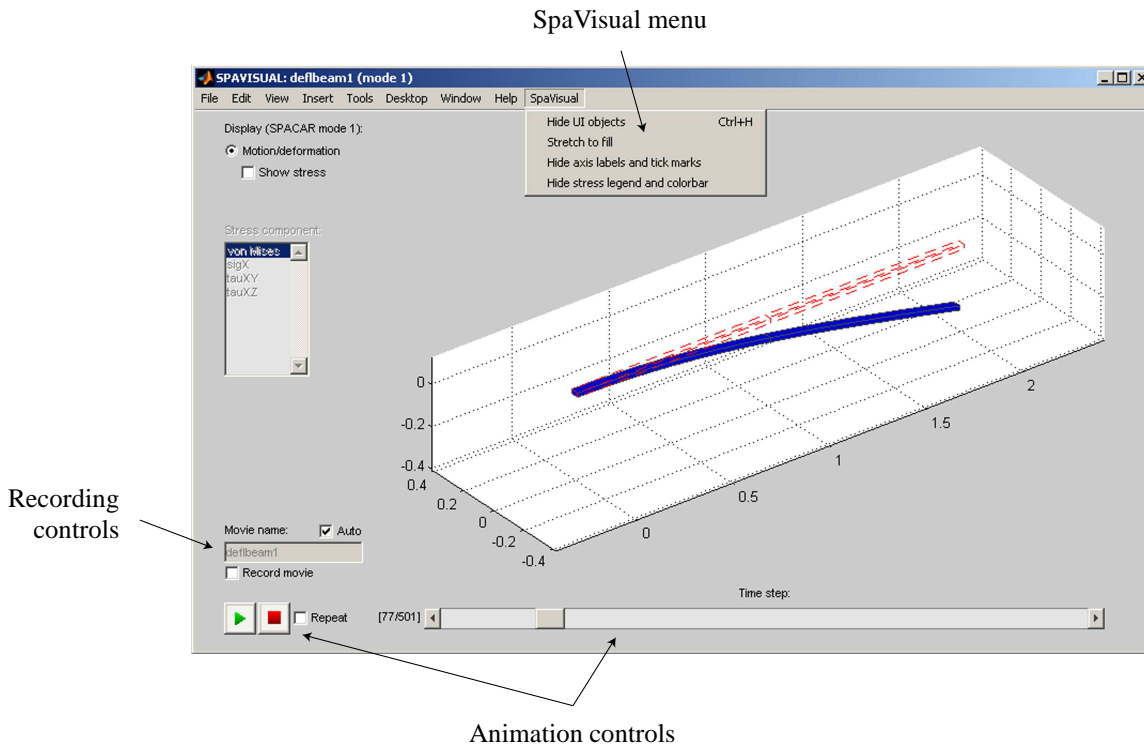 SpaVisual menu
SPAVISUAL: deflbeam1 (mode 1)
File Edit View Insert Tools Desktop Window Help SpaVisual
Hide UI objects Ctrl+H
Stretch to fill
Hide axis labels and tick marks
Hide stress legend and colorbar
Display (SPACAR mode 1):
Motion/deformation
Show stress
Stress component:
von Mises
sigX
tauXY
tauXZ
0
-0.2
-0.4
0.4
0.2
0
-0.2
-0.4
0
0.5
1
1.5
2
Recording
controls
Movie name: Auto
deflbeam1
Record movie
Time step:
Repeat [77/501]
Animation controls